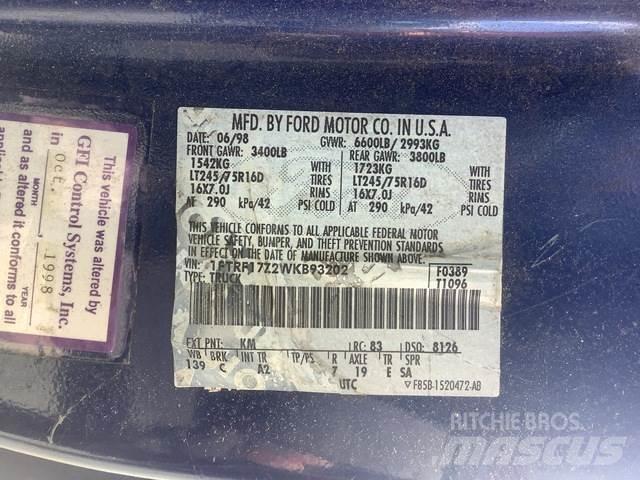 This vehicle was altered by
GFI Control Systems, Inc.
in Oct. 1998
MONTH
and as altered it conforms to
MFD. BY FORD MOTOR CO. IN U.S.A.
DATE: 06/98 GVWR: 6600LB/ 2993KG
FRONT GAWR: 3400LB REAR GAWR: 3800LB
1542KG WITH 1723KG WITH
LT245/75R16D TIRES LT245/75R16D TIRES
16X7.0J RIMS 16X7.0J RIMS
AT 290 kPa/42 PSI COLD AT 290 kPa/42 PSI COLD
THIS VEHICLE CONFORMS TO ALL APPLICABLE FEDERAL MOTOR
VEHICLE SAFETY, BUMPER, AND THEFT PREVENTION STANDARDS
IN EFFECT ON THE DATE OF MANUFACTURE SHOWN ABOVE.
VIN: 1FTRF17Z2WKB93202 F0389
TYPE: TRUCK T1096
EXT PNT: KM RC: 83 DSO: 8126
WB BRK INT TR TP/PS R AXLE TR SPR
139 C A2 7 19 E SA
UTC ▽ F85B-1520472-AB
RITCHIE BROS.
MASCUS